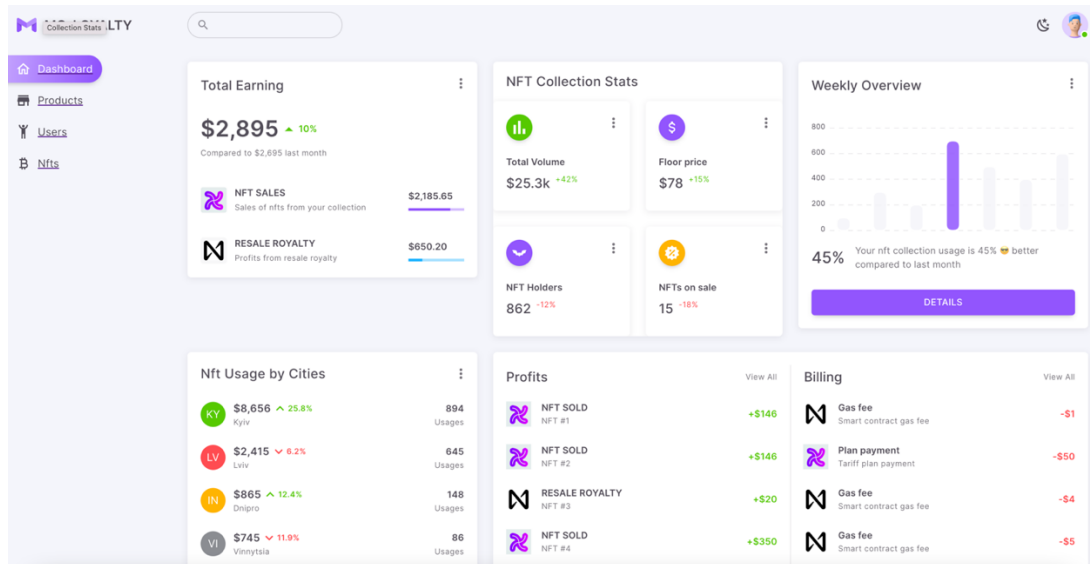 LTY
Collection Stats
Dashboard
Products
Users
Nfts
Total Earning
$2,895 10%
Compared to $2,695 last month
NFT SALES
Sales of nfts from your collection
$2,185.65
RESALE ROYALTY
Profits from resale royalty
$650.20
NFT Collection Stats
Total Volume
$25.3k +42%
Floor price
$78 +15%
NFT Holders
862 -12%
NFTs on sale
15 -18%
Weekly Overview
800
600
400
200
0
45%
Your nft collection usage is 45% 😎 better
compared to last month
DETAILS
Nft Usage by Cities
KY
$8,656 25.8%
Kyiv
894
Usages
LV
$2,415 6.2%
Lviv
645
Usages
IN
$865 12.4%
Dnipro
148
Usages
VI
$745 11.9%
Vinnytsia
86
Usages
Profits
View All
NFT SOLD
NFT #1
+$146
NFT SOLD
NFT #2
+$146
RESALE ROYALTY
NFT #3
+$20
NFT SOLD
NFT #4
+$350
Billing
View All
Gas fee
Smart contract gas fee
-$1
Plan payment
Tariff plan payment
-$50
Gas fee
Smart contract gas fee
-$4
Gas fee
Smart contract gas fee
-$5